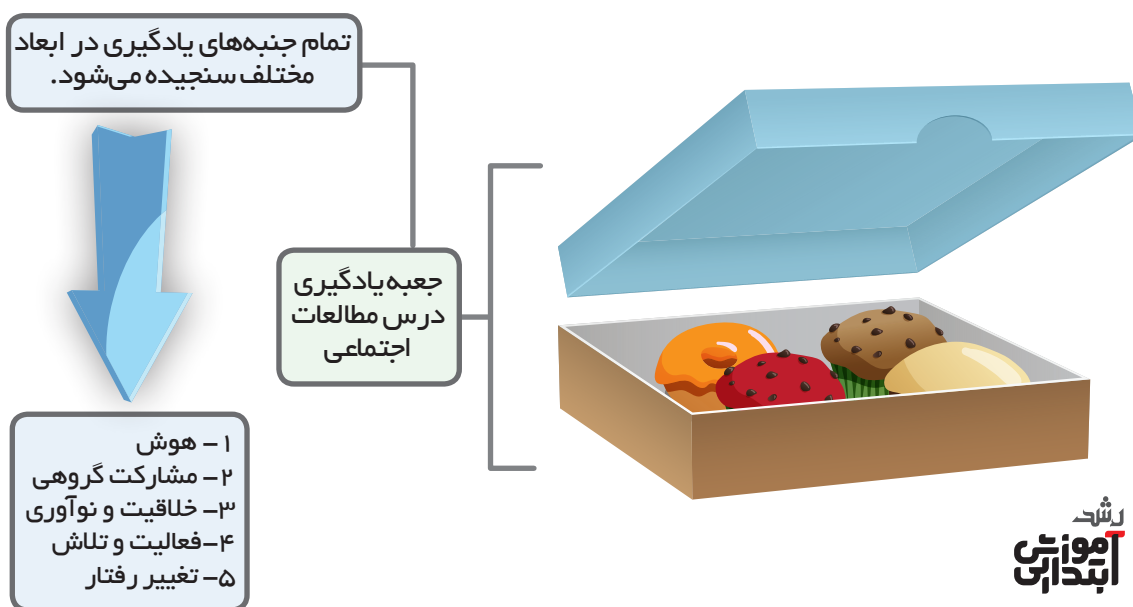 تمام جنبه‌های یادگیری در ابعاد
مختلف سنجیده می‌شود.
جعبه یادگیری
درس مطالعات
اجتماعی
۱– هوش
۲– مشارکت گروهی
۳– خلاقیت و نوآوری
۴–فعالیت و تلاش
۵– تغییر رفتار
رشد
آموزش
ابتدایی